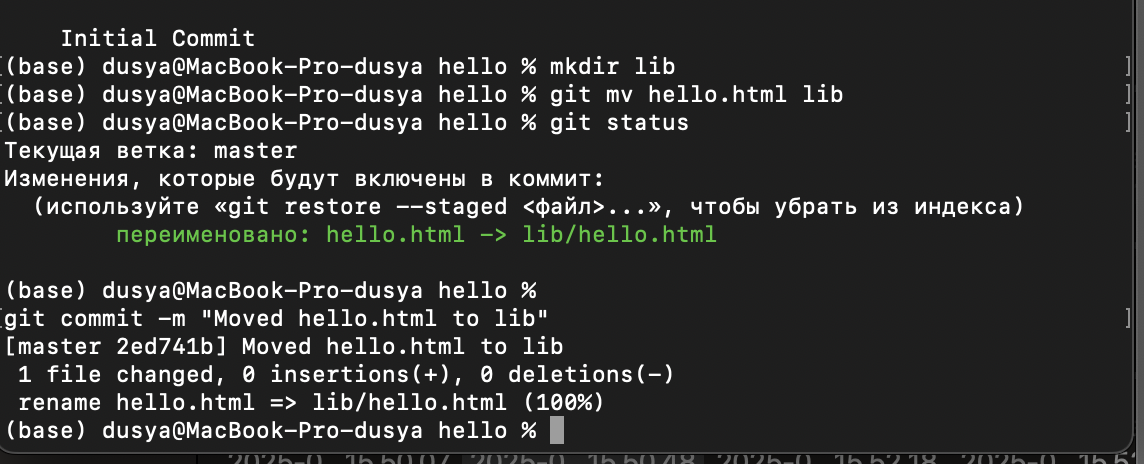 Initial Commit
[(base) dusya@MacBook-Pro-dusya hello % mkdir lib ]
[(base) dusya@MacBook-Pro-dusya hello % git mv hello.html lib ]
[(base) dusya@MacBook-Pro-dusya hello % git status ]
Текущая ветка: master
Изменения, которые будут включены в коммит:
(используйте «git restore --staged <файл>...», чтобы убрать из индекса)
переименовано: hello.html -> lib/hello.html
(base) dusya@MacBook-Pro-dusya hello %
[git commit -m "Moved hello.html to lib" ]
[master 2ed741b] Moved hello.html to lib
1 file changed, 0 insertions(+), 0 deletions(-)
rename hello.html => lib/hello.html (100%)
(base) dusya@MacBook-Pro-dusya hello %